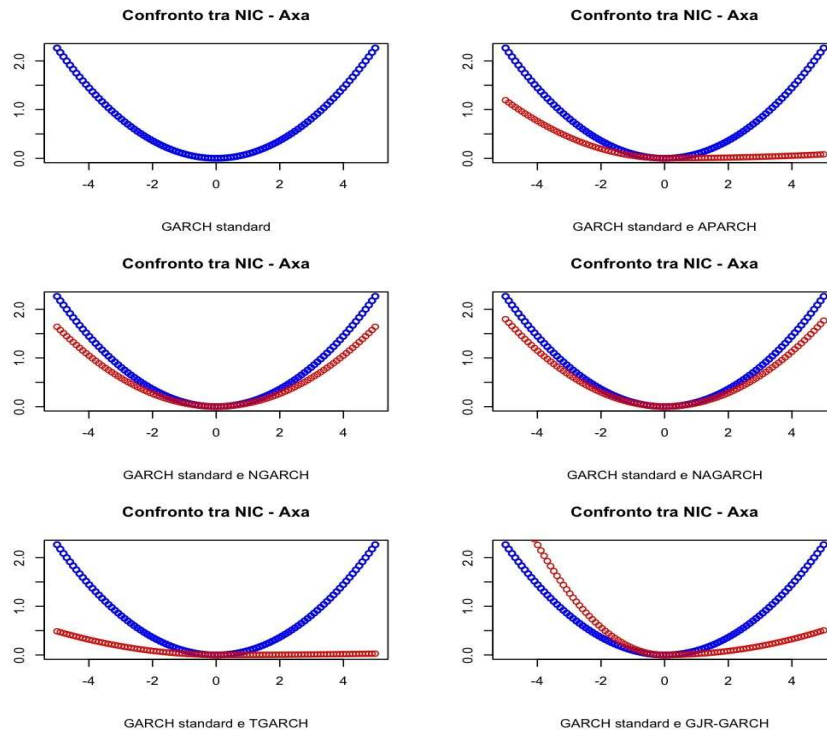 Confronto tra NIC - Axa
Confronto tra NIC - Axa
0.0 1.0 2.0
-4 -2 0 2 4
GARCH standard
0.0 1.0 2.0
-4 -2 0 2 4
GARCH standard e APARCH
Confronto tra NIC - Axa
Confronto tra NIC - Axa
0.0 1.0 2.0
-4 -2 0 2 4
GARCH standard e NGARCH
0.0 1.0 2.0
-4 -2 0 2 4
GARCH standard e NAGARCH
Confronto tra NIC - Axa
Confronto tra NIC - Axa
0.0 1.0 2.0
-4 -2 0 2 4
GARCH standard e TGARCH
0.0 1.0 2.0
-4 -2 0 2 4
GARCH standard e GJR-GARCH